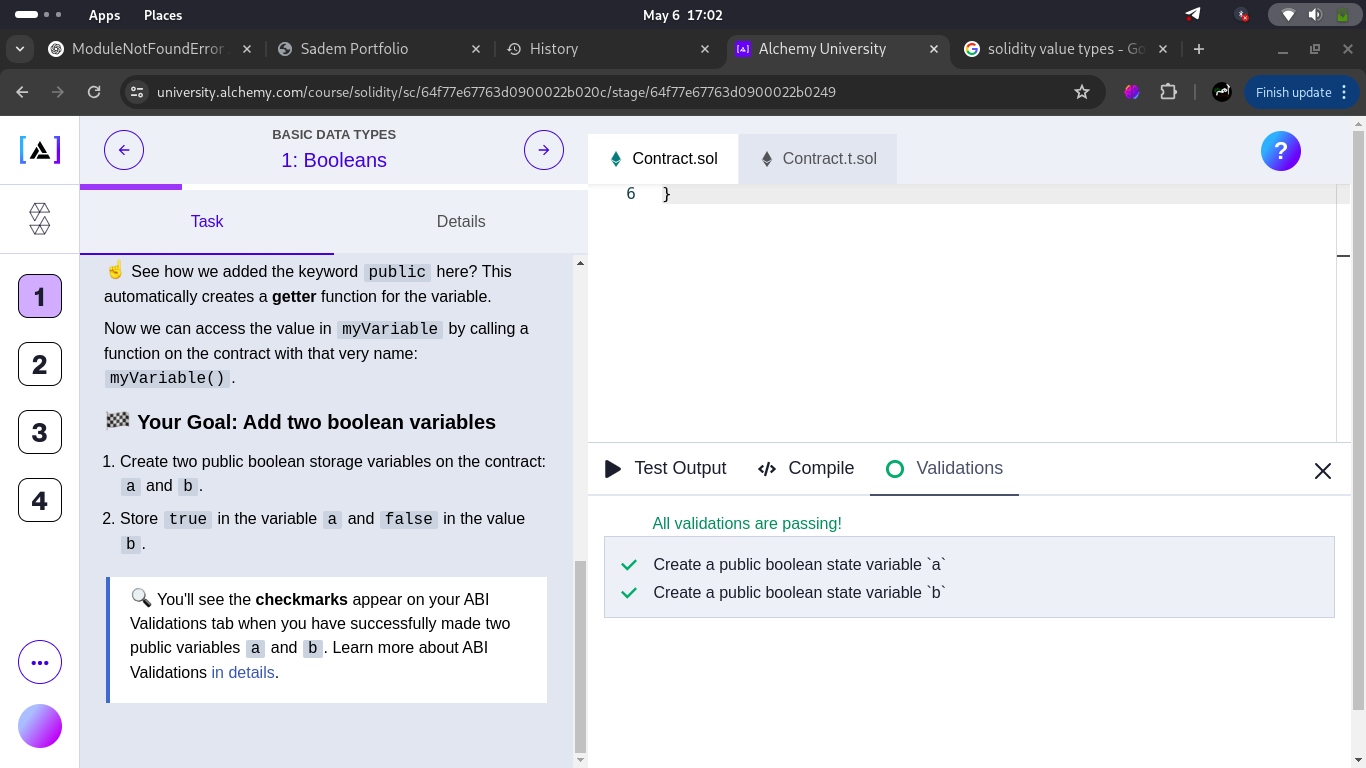 Apps Places May 6 17:02
ModuleNotFoundError
Sadem Portfolio
History
Alchemy University
solidity value types - Go
university.alchemy.com/course/solidity/sc/64f77e67763d0900022b020c/stage/64f77e67763d0900022b0249
Finish update
BASIC DATA TYPES
1: Booleans
Task Details
1
2
3
4
☝ See how we added the keyword public here? This
automatically creates a getter function for the variable.
Now we can access the value in myVariable by calling a
function on the contract with that very name:
myVariable() .
🏁 Your Goal: Add two boolean variables
1. Create two public boolean storage variables on the contract:
a and b .
2. Store true in the variable a and false in the value
b .
🔍 You'll see the checkmarks appear on your ABI
Validations tab when you have successfully made two
public variables a and b . Learn more about ABI
Validations in details.
Contract.sol Contract.t.sol
?
6 }
Test Output Compile Validations
All validations are passing!
Create a public boolean state variable `a`
Create a public boolean state variable `b`